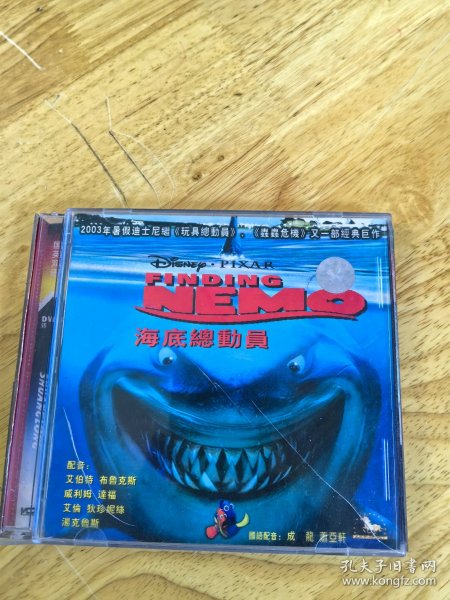 2003年暑假迪士尼繼《玩具總動員》。《蟲蟲危機》又一部經典巨作
Disney · PIXAR
FINDING
NEMO
海底總動員
配音:
艾伯特 布魯克斯
威利姆 達福
艾倫 狄珍妮絲
湯克魯斯
國語配音: 成 龍 蕭亞軒
DVD
SHUANGLONG
孔夫子旧书网
www.kongfz.com